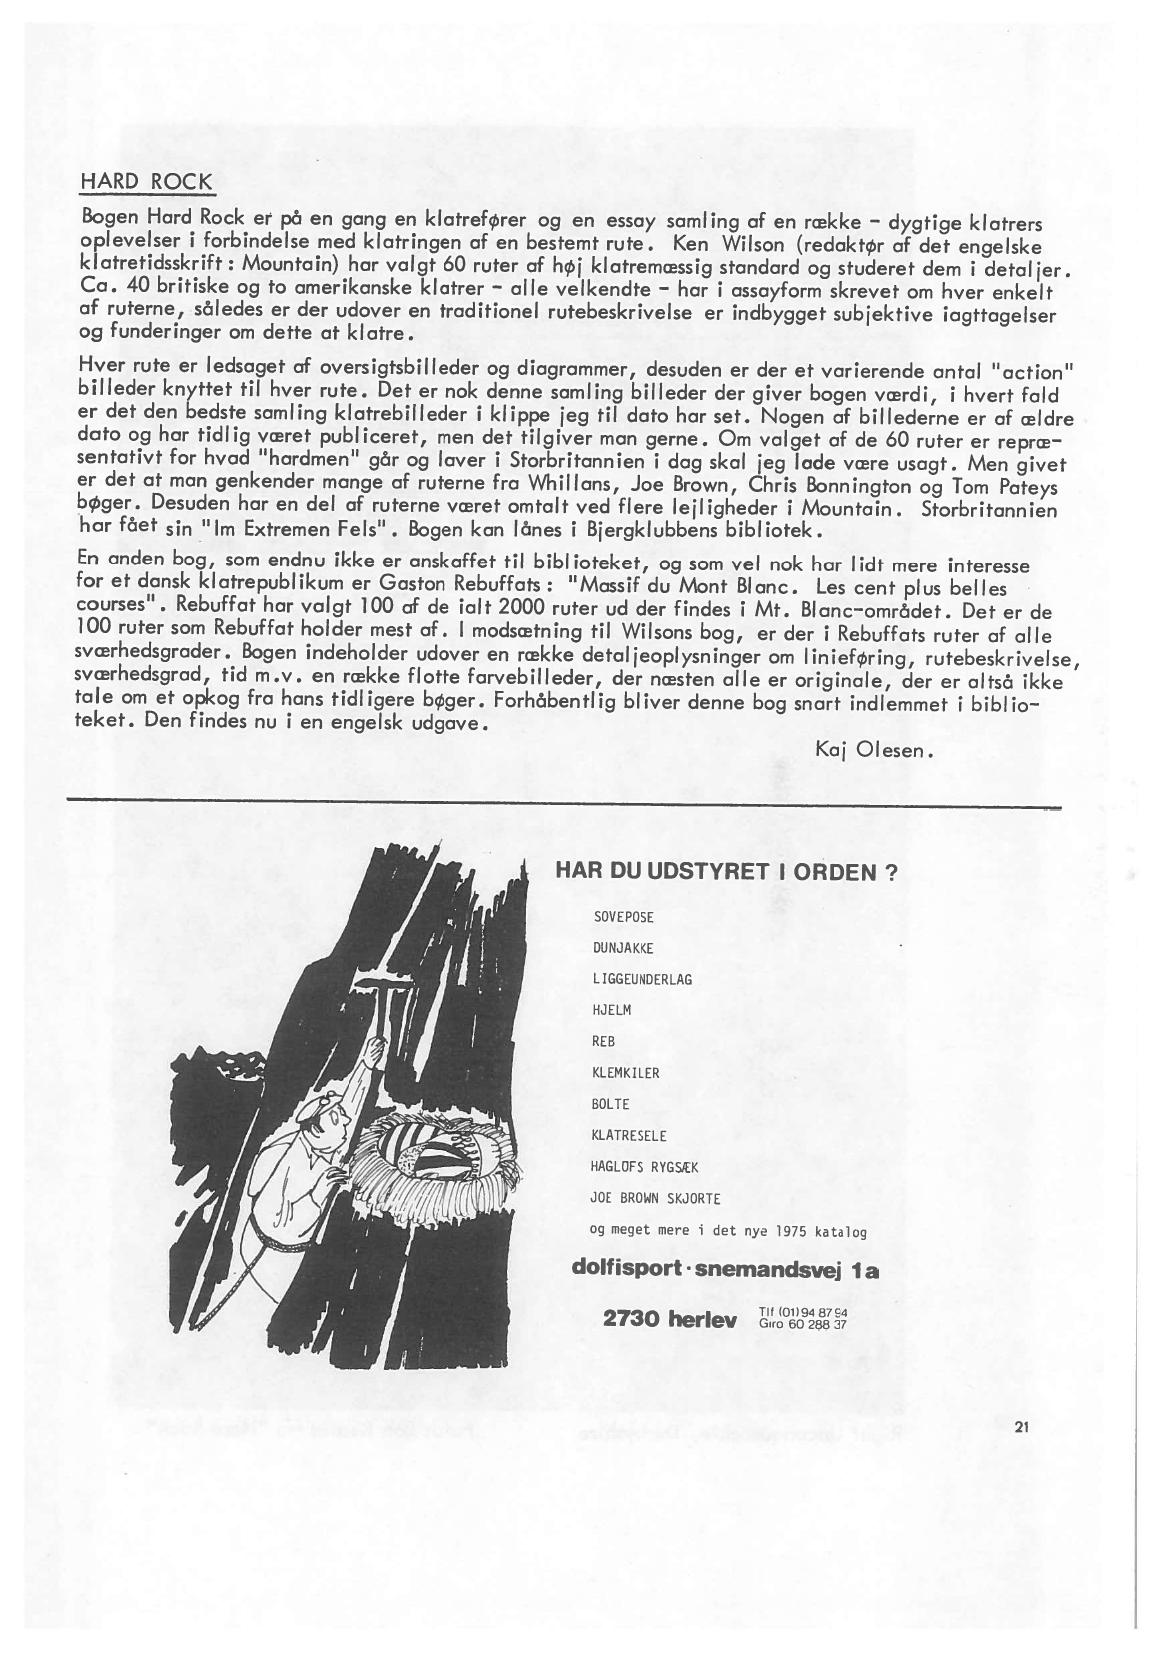 HARD ROCK
Bogen Hard Rock er på en gang en klatrefører og en essay samling af en række - dygtige klatrers
oplevelser i forbindelse med klatringen af en bestemt rute. Ken Wilson (redaktør af det engelske
klatretidsskrift : Mountain) har valgt 60 ruter af høj klatremæssig standard og studeret dem i detaljer.
Ca. 40 britiske og to amerikanske klatrer - alle velkendte - har i assayform skrevet om hver enkelt
af ruterne, således er der udover en traditionel rutebeskrivelse er indbygget subjektive iagttagelser
og funderinger om dette at klatre.
Hver rute er ledsaget af oversigtsbilleder og diagrammer, desuden er der et varierende antal "action"
billeder knyttet til hver rute. Det er nok denne samling billeder der giver bogen værdi, i hvert fald
er det den bedste samling klatrebilleder i klippe jeg til dato har set. Nogen af billederne er af ældre
dato og har tidlig været publiceret, men det tilgiver man gerne. Om valget af de 60 ruter er repræ-
sentativt for hvad "hardmen" går og laver i Storbritannien i dag skal jeg lade være usagt. Men givet
er det at man genkender mange af ruterne fra Whillans, Joe Brown, Chris Bonnington og Tom Pateys
bøger. Desuden har en del af ruterne været omtalt ved flere lejligheder i Mountain. Storbritannien
har fået sin "Im Extremen Fels". Bogen kan lånes i Bjergklubbens bibliotek.
En anden bog, som endnu ikke er anskaffet til biblioteket, og som vel nok har lidt mere interesse
for et dansk klatrepublikum er Gaston Rebuffats : "Massif du Mont Blanc. Les cent plus belles
courses". Rebuffat har valgt 100 af de ialt 2000 ruter ud der findes i Mt. Blanc-området. Det er de
100 ruter som Rebuffat holder mest af. I modsætning til Wilsons bog, er der i Rebuffats ruter af alle
sværhedsgrader. Bogen indeholder udover en række detaljeoplysninger om linieføring, rutebeskrivelse,
sværhedsgrad, tid m.v. en række flotte farvebilleder, der næsten alle er originale, der er altså ikke
tale om et opkog fra hans tidligere bøger. Forhåbentlig bliver denne bog snart indlemmet i biblio-
teket. Den findes nu i en engelsk udgave.
Kaj Olesen.
HAR DU UDSTYRET I ORDEN ?
SOVEPOSE
DUNJAKKE
LIGGEUNDERLAG
HJELM
REB
KLEMKILER
BOLTE
KLATRESELE
HAGLOFS RYGSÆK
JOE BROWN SKJORTE
og meget mere i det nye 1975 katalog
dolfisport · snemandsvej 1a
2730 herlev
Tlf (01) 94 87 94
Giro 60 288 37
21